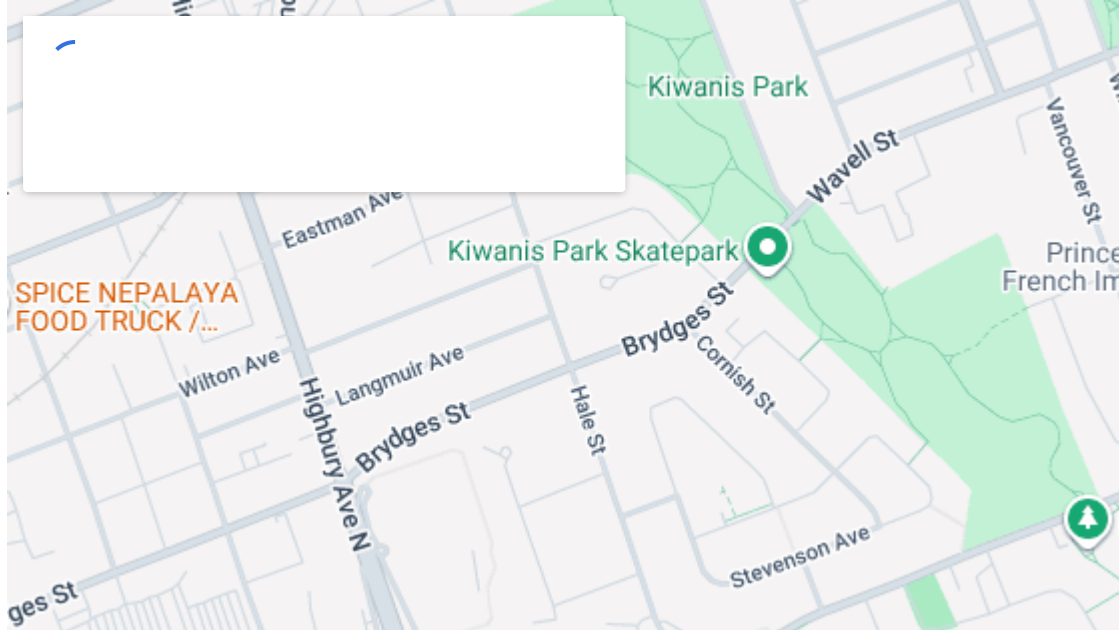 Kiwanis Park
Wavell St
Vancouver St
Eastman Ave
Kiwanis Park Skatepark
Prince
French Im
SPICE NEPALAYA
FOOD TRUCK /...
Brydges St
Wilton Ave
Langmuir Ave
Cornish St
Highbury Ave N
Hale St
Brydges St
Stevenson Ave
ges St